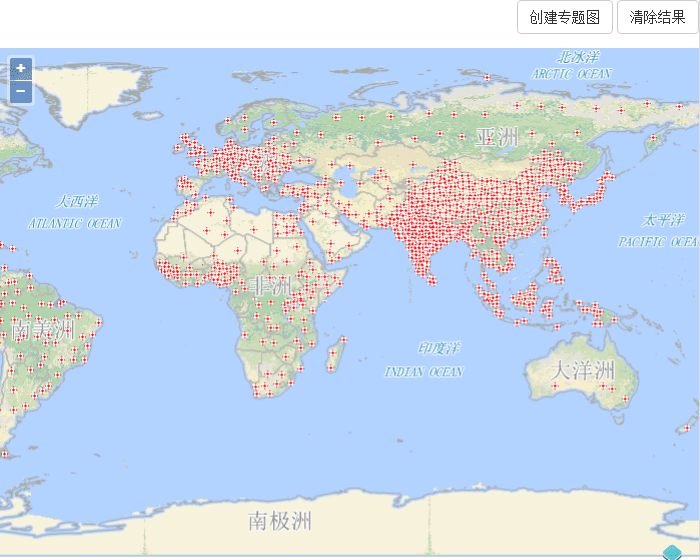 创建专题图 清除结果
+
−
北冰洋
ARCTIC OCEAN
亚洲
大西洋
ATLANTIC OCEAN
太平洋
PACIFIC OCEA
非洲
南美洲
印度洋
INDIAN OCEAN
大洋洲
南极洲